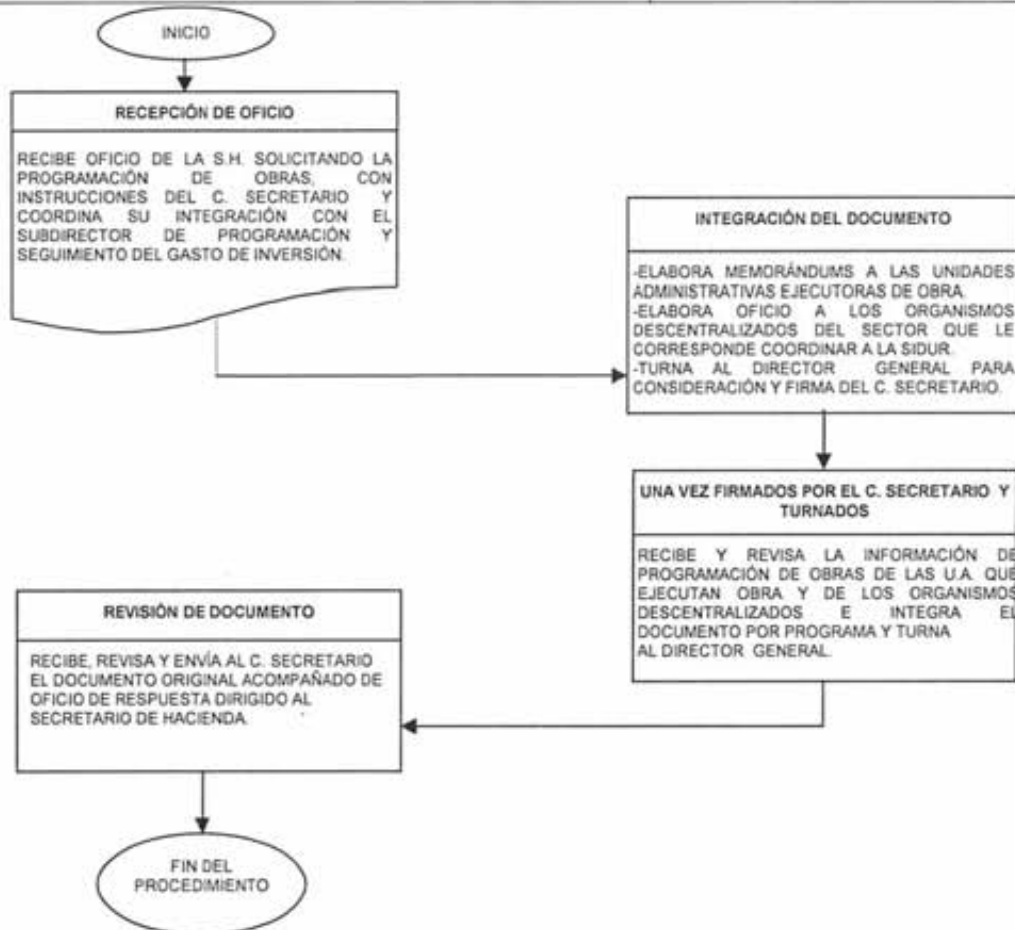 INICIO
RECEPCIÓN DE OFICIO
RECIBE OFICIO DE LA S.H. SOLICITANDO LA
PROGRAMACIÓN DE OBRAS, CON
INSTRUCCIONES DEL C. SECRETARIO Y
COORDINA SU INTEGRACIÓN CON EL
SUBDIRECTOR DE PROGRAMACIÓN Y
SEGUIMIENTO DEL GASTO DE INVERSIÓN.
INTEGRACIÓN DEL DOCUMENTO
-ELABORA MEMORÁNDUMS A LAS UNIDADES
ADMINISTRATIVAS EJECUTORAS DE OBRA.
-ELABORA OFICIO A LOS ORGANISMOS
DESCENTRALIZADOS DEL SECTOR QUE LE
CORRESPONDE COORDINAR A LA SIDUR.
-TURNA AL DIRECTOR GENERAL PARA
CONSIDERACIÓN Y FIRMA DEL C. SECRETARIO.
UNA VEZ FIRMADOS POR EL C. SECRETARIO Y
TURNADOS
RECIBE Y REVISA LA INFORMACIÓN DE
PROGRAMACIÓN DE OBRAS DE LAS U.A. QUE
EJECUTAN OBRA Y DE LOS ORGANISMOS
DESCENTRALIZADOS E INTEGRA EL
DOCUMENTO POR PROGRAMA Y TURNA
AL DIRECTOR GENERAL.
REVISIÓN DE DOCUMENTO
RECIBE, REVISA Y ENVÍA AL C. SECRETARIO
EL DOCUMENTO ORIGINAL ACOMPAÑADO DE
OFICIO DE RESPUESTA DIRIGIDO AL
SECRETARIO DE HACIENDA.
FIN DEL
PROCEDIMIENTO